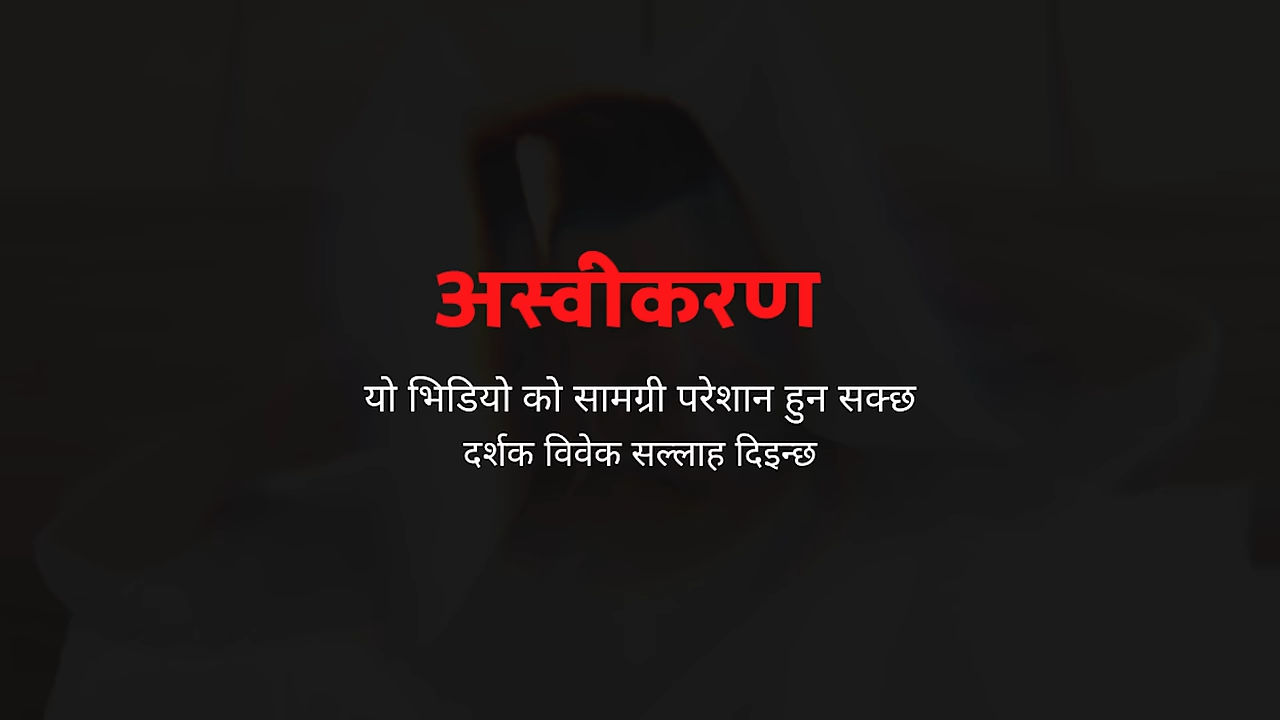 अस्वीकरण
यो भिडियो को सामग्री परेशान हुन सक्छ
दर्शक विवेक सल्लाह दिइन्छ